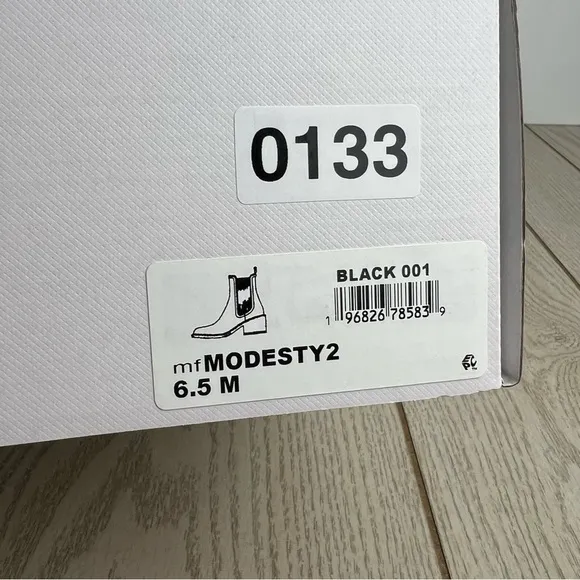 0133
BLACK 001
1 96826 78583 9
mfMODESTY2
6.5 M